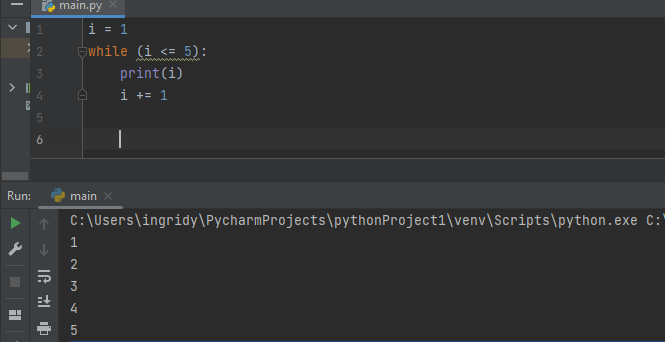 main.py
1 i = 1
2 while (i <= 5):
3     print(i)
4     i += 1
5
6
Run: main
C:\Users\ingridy\PycharmProjects\pythonProject1\venv\Scripts\python.exe C:\
1
2
3
4
5